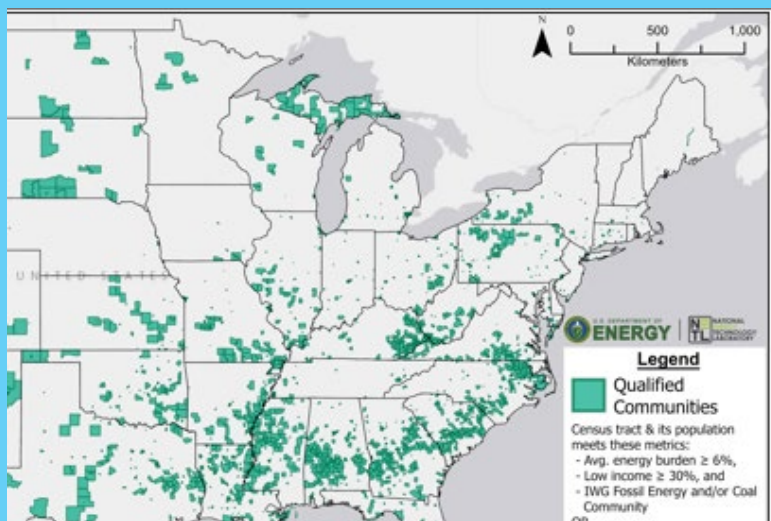 N
0 500 1,000
Kilometers
UNITED STATES
U.S. DEPARTMENT OF
ENERGY
NATIONAL
TECHNOLOGY
LABORATORY
Legend
Qualified
Communities
Census tract & its population
meets these metrics:
- Avg. energy burden ≥ 6%,
- Low income ≥ 30%, and
- IWG Fossil Energy and/or Coal
Community
OR